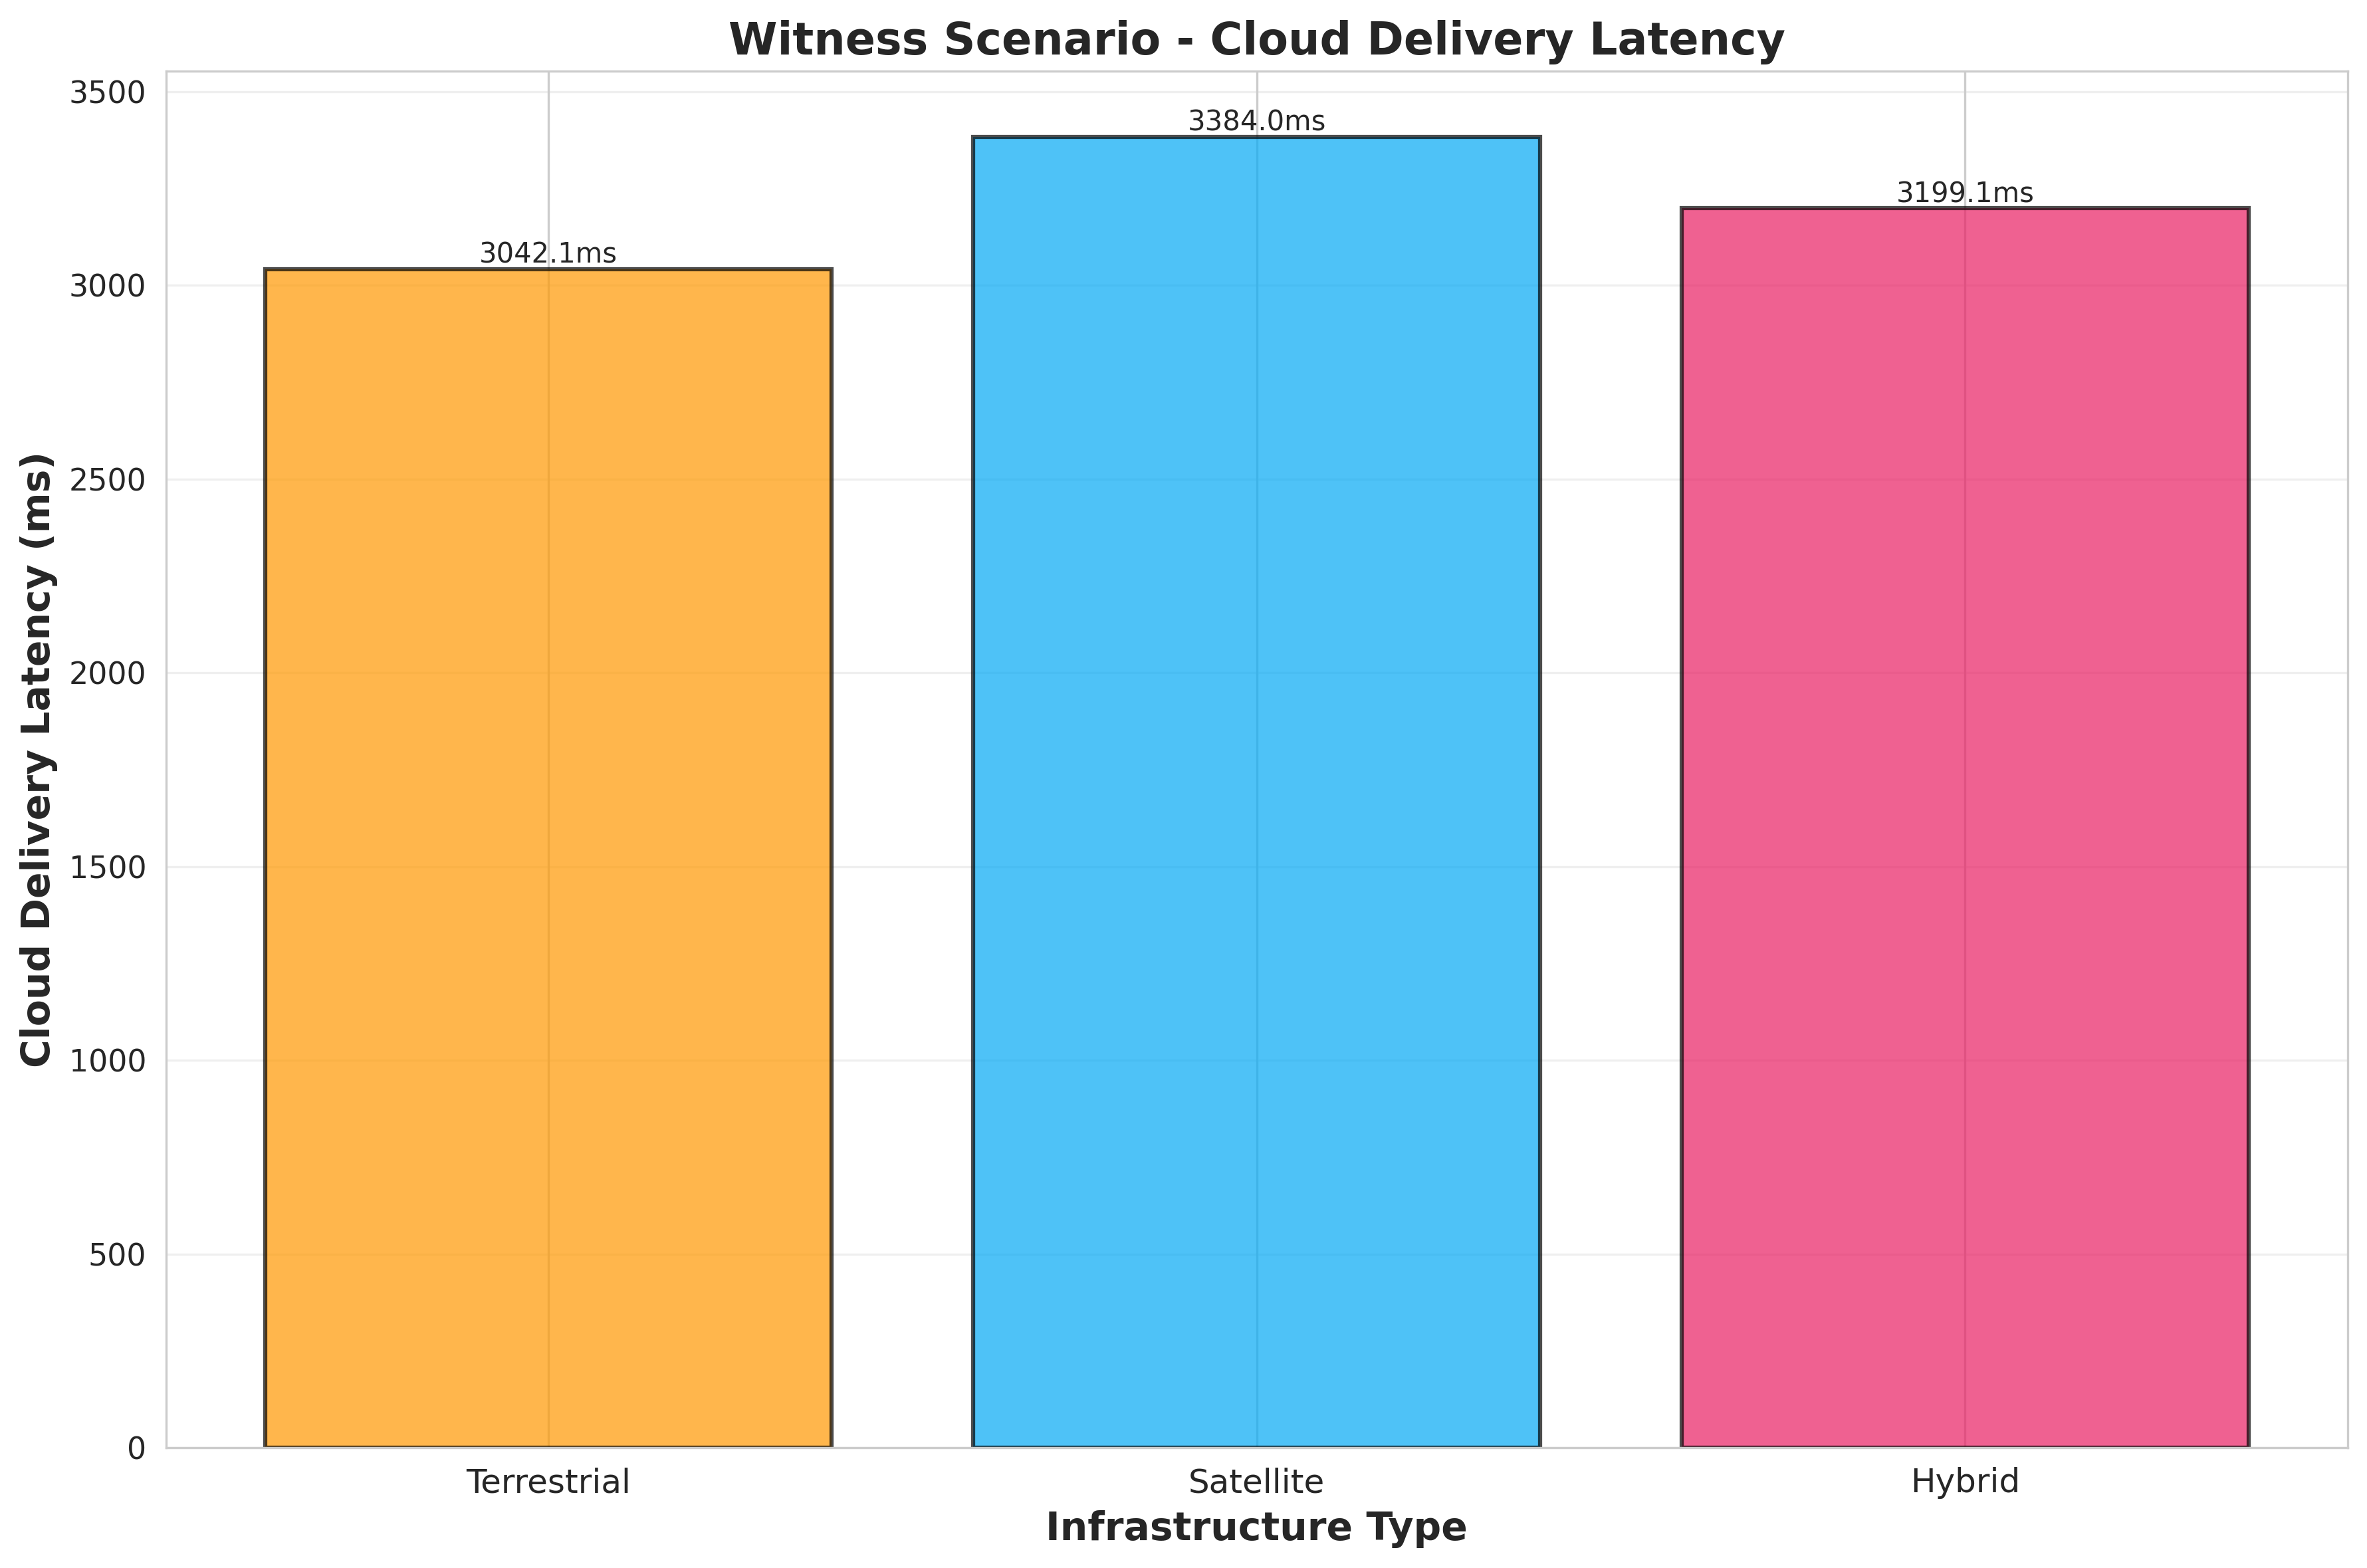 Witness Scenario - Cloud Delivery Latency
Cloud Delivery Latency (ms)
3500
3000
2500
2000
1500
1000
500
0
3042.1ms
3384.0ms
3199.1ms
Terrestrial
Satellite
Hybrid
Infrastructure Type